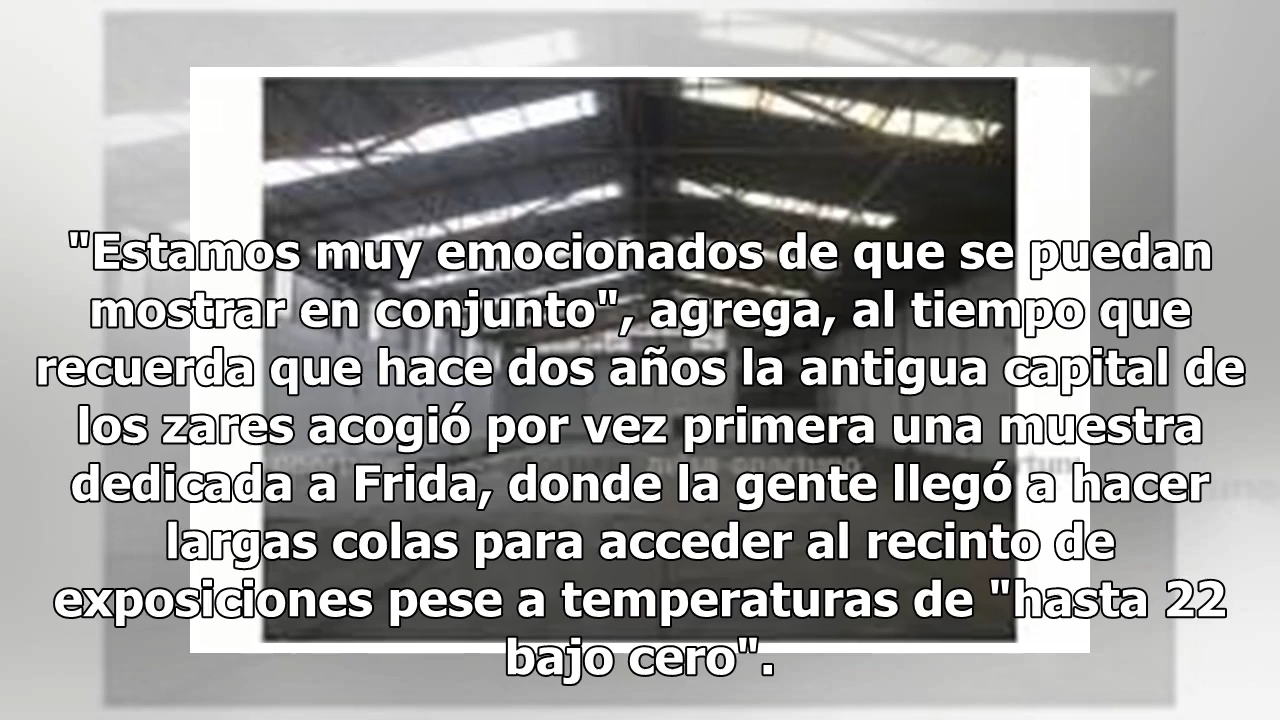 "Estamos muy emocionados de que se puedan
mostrar en conjunto", agrega, al tiempo que
recuerda que hace dos años la antigua capital de
los zares acogió por vez primera una muestra
dedicada a Frida, donde la gente llegó a hacer
largas colas para acceder al recinto de
exposiciones pese a temperaturas de "hasta 22
bajo cero".